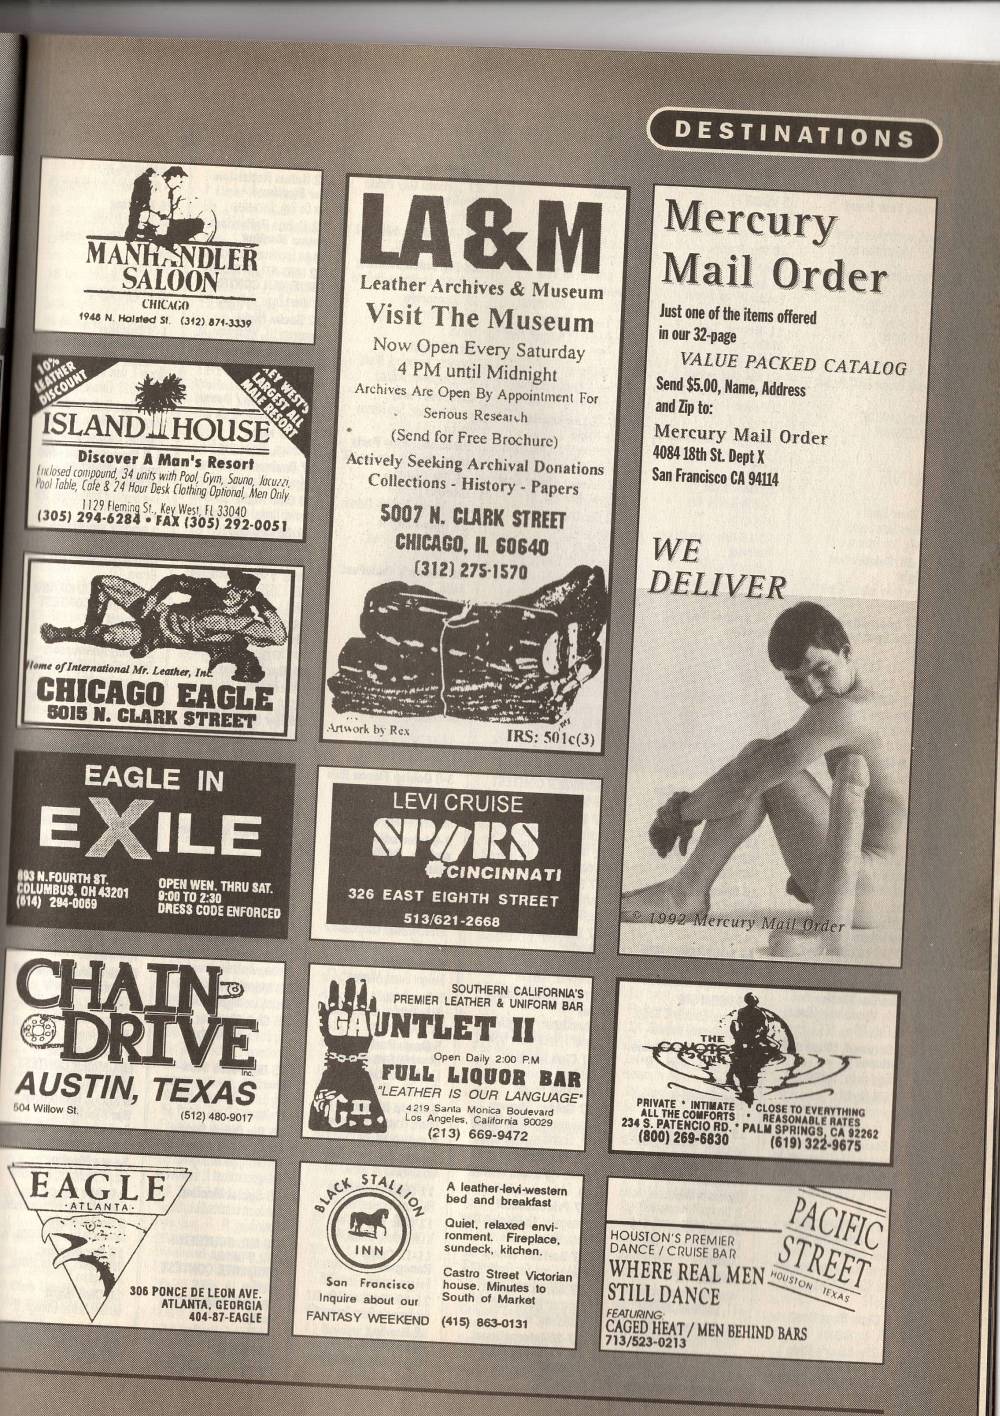 DESTINATIONS
MANHANDLER
SALOON
CHICAGO
1948 N. Halsted St. (312) 871-3339
10%
LEATHER
DISCOUNT
KEY WEST'S
LARGEST ALL
MALE RESORT
ISLAND HOUSE
Discover A Man's Resort
Enclosed compound, 34 units with Pool, Gym, Sauna, Jacuzzi,
Pool Table, Cafe & 24 Hour Desk Clothing Optional, Men Only
1129 Fleming St., Key West, FL 33040
(305) 294-6284 • FAX (305) 292-0051
Home of International Mr. Leather, Inc.
CHICAGO EAGLE
5015 N. CLARK STREET
EAGLE IN
EXILE
893 N. FOURTH ST.
COLUMBUS, OH 43201
(614) 294-0069
OPEN WEN. THRU SAT.
9:00 TO 2:30
DRESS CODE ENFORCED
CHAIN
DRIVE
Inc.
AUSTIN, TEXAS
504 Willow St.
(512) 480-9017
EAGLE
·ATLANTA·
306 PONCE DE LEON AVE.
ATLANTA, GEORGIA
404-87-EAGLE
LA&M
Leather Archives & Museum
Visit The Museum
Now Open Every Saturday
4 PM until Midnight
Archives Are Open By Appointment For
Serious Research
(Send for Free Brochure)
Actively Seeking Archival Donations
Collections - History - Papers
5007 N. CLARK STREET
CHICAGO, IL 60640
(312) 275-1570
Artwork by Rex
IRS: 501c(3)
LEVI CRUISE
SPURS
CINCINNATI
326 EAST EIGHTH STREET
513/621-2668
SOUTHERN CALIFORNIA'S
PREMIER LEATHER & UNIFORM BAR
GAUNTLET II
Open Daily 2:00 P.M
FULL LIQUOR BAR
"LEATHER IS OUR LANGUAGE"
4219 Santa Monica Boulevard
Los Angeles, California 90029
(213) 669-9472
G.II.
BLACK STALLION
INN
San Francisco
Inquire about our
FANTASY WEEKEND
A leather-levi-western
bed and breakfast
Quiet, relaxed envi-
ronment. Fireplace,
sundeck, kitchen.
Castro Street Victorian
house. Minutes to
South of Market
(415) 863-0131
Mercury
Mail Order
Just one of the items offered
in our 32-page
VALUE PACKED CATALOG
Send $5.00, Name, Address
and Zip to:
Mercury Mail Order
4084 18th St. Dept X
San Francisco CA 94114
WE
DELIVER
© 1992 Mercury Mail Order
THE
COYOTE
INN
PRIVATE * INTIMATE
ALL THE COMFORTS
CLOSE TO EVERYTHING
REASONABLE RATES
234 S. PATENCIO RD. • PALM SPRINGS, CA 92262
(800) 269-6830
(619) 322-9675
PACIFIC
STREET
HOUSTON TEXAS
HOUSTON'S PREMIER
DANCE / CRUISE BAR
WHERE REAL MEN
STILL DANCE
FEATURING:
CAGED HEAT / MEN BEHIND BARS
713/523-0213